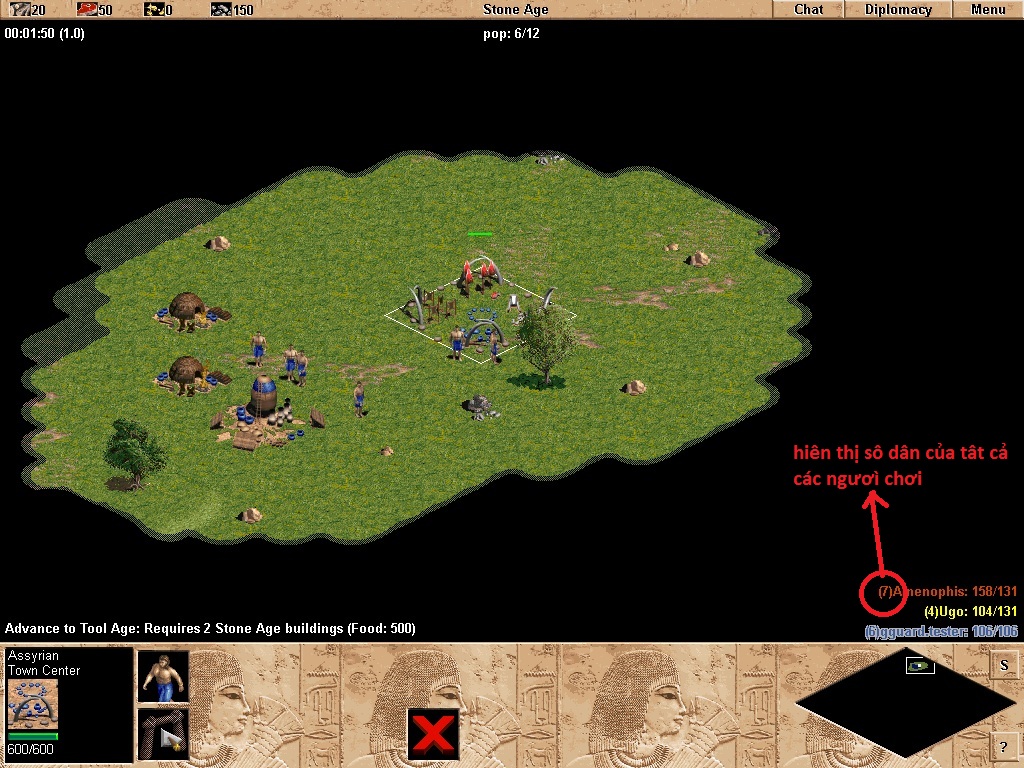 20 50 0 150 Stone Age Chat Diplomacy Menu
00:01:50 (1.0) pop: 6/12
hiên thị sô dân của tât cả
các ngươì chơi
(7)Amenophis: 158/131
(4)Ugo: 104/131
(6)gguard.tester: 106/106
Advance to Tool Age: Requires 2 Stone Age buildings (Food: 500)
Assyrian
Town Center
600/600
S
?